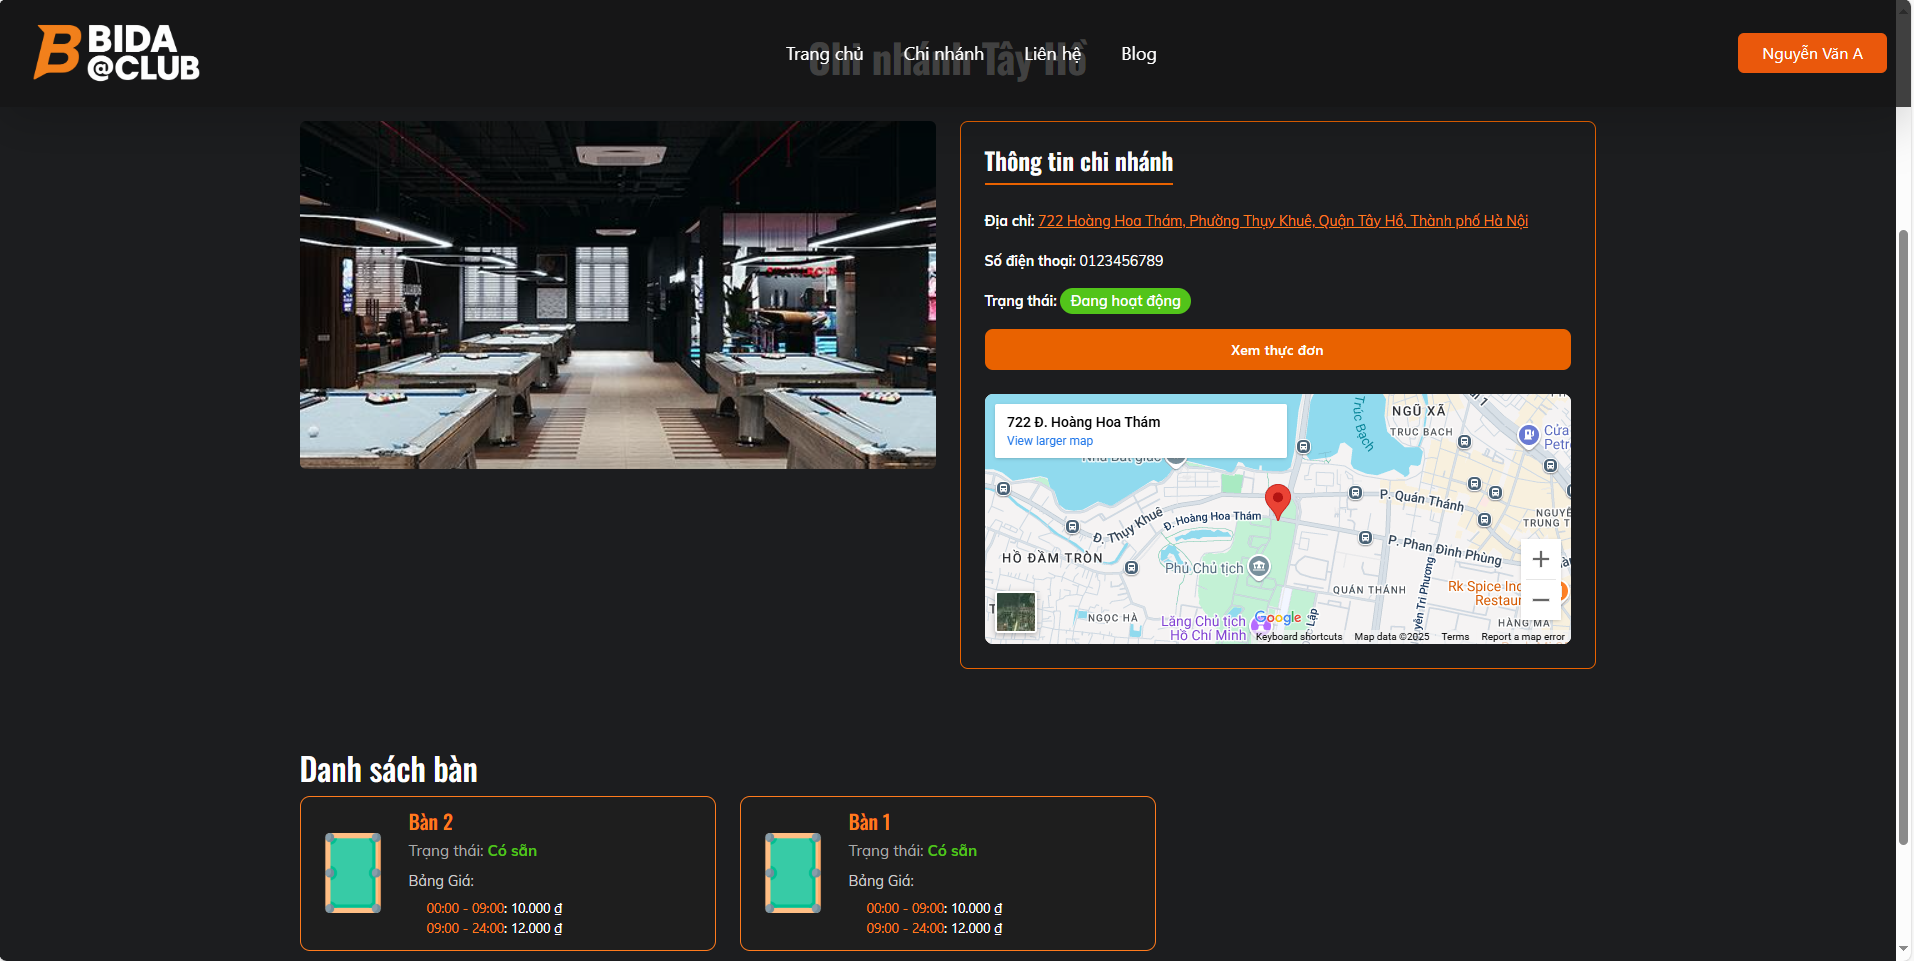 BIDA
@CLUB
Trang chủ
Chi nhánh
Liên hệ
Blog
Nguyễn Văn A
Chi nhánh Tây Hồ
Thông tin chi nhánh
Địa chỉ: 722 Hoàng Hoa Thám, Phường Thụy Khuê, Quận Tây Hồ, Thành phố Hà Nội
Số điện thoại: 0123456789
Trạng thái: Đang hoạt động
Xem thực đơn
722 Đ. Hoàng Hoa Thám
View larger map
Trúc Bạch
NGŨ XÃ
TRUC BACH
Cửa
Petr
P. Quán Thánh
Đ. Thụy Khuê
Đ. Hoàng Hoa Thám
NGUYỄ
TRUNG T
HỒ ĐẦM TRÒN
Phủ Chủ tịch
P. Phan Đình Phùng
QUÁN THÁNH
Rk Spice In
Restau
NGỌC HÀ
Lăng Chủ tịch
Hồ Chí Minh
Google
HÀNG MÃ
Keyboard shortcuts
Map data ©2025
Terms
Report a map error
Danh sách bàn
Bàn 2
Trạng thái: Có sẵn
Bảng Giá:
00:00 - 09:00: 10.000 ₫
09:00 - 24:00: 12.000 ₫
Bàn 1
Trạng thái: Có sẵn
Bảng Giá:
00:00 - 09:00: 10.000 ₫
09:00 - 24:00: 12.000 ₫